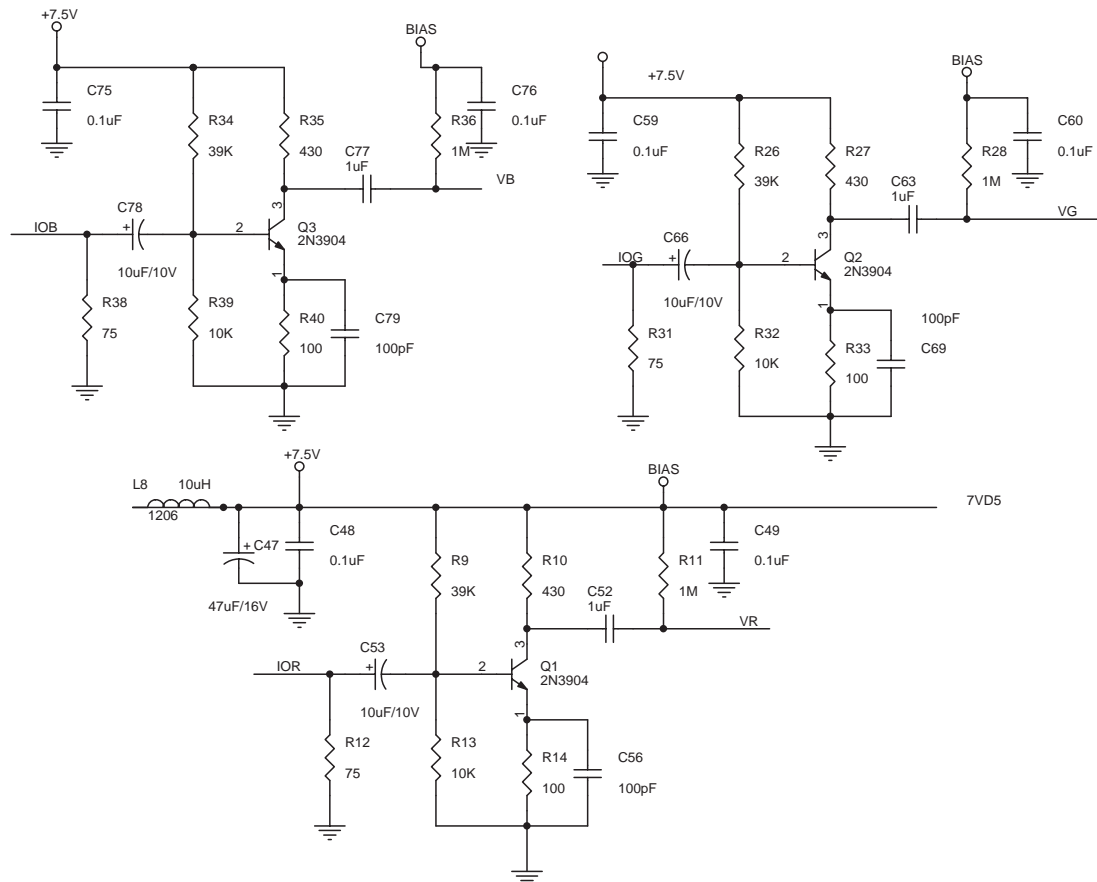 +7.5V
C75
0.1uF
R34
39K
R35
430
BIAS
C76
0.1uF
R36
1M
C77
1uF
VB
3
C78
+
IOB
2
Q3
2N3904
10uF/10V
1
R38
75
R39
10K
R40
100
C79
100pF
+7.5V
C59
0.1uF
R26
39K
R27
430
BIAS
C60
0.1uF
R28
1M
C63
1uF
VG
3
C66
+
IOG
2
Q2
2N3904
10uF/10V
1
R31
75
R32
10K
R33
100
100pF
C69
+7.5V
BIAS
L8
10uH
1206
7VD5
+
C47
47uF/16V
C48
0.1uF
R9
39K
R10
430
R11
1M
C49
0.1uF
C52
1uF
VR
3
C53
+
IOR
2
Q1
2N3904
10uF/10V
1
R12
75
R13
10K
R14
100
C56
100pF